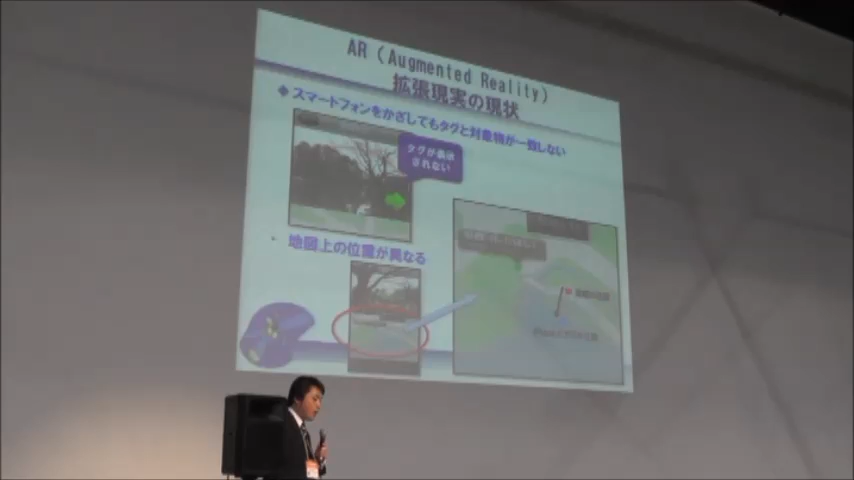 AR (Augmented Reality)
拡張現実の現状
◆ スマートフォンをかざしてもタグと対象物が一致しない
タグが表示
されない
・ 地図上の位置が異なる